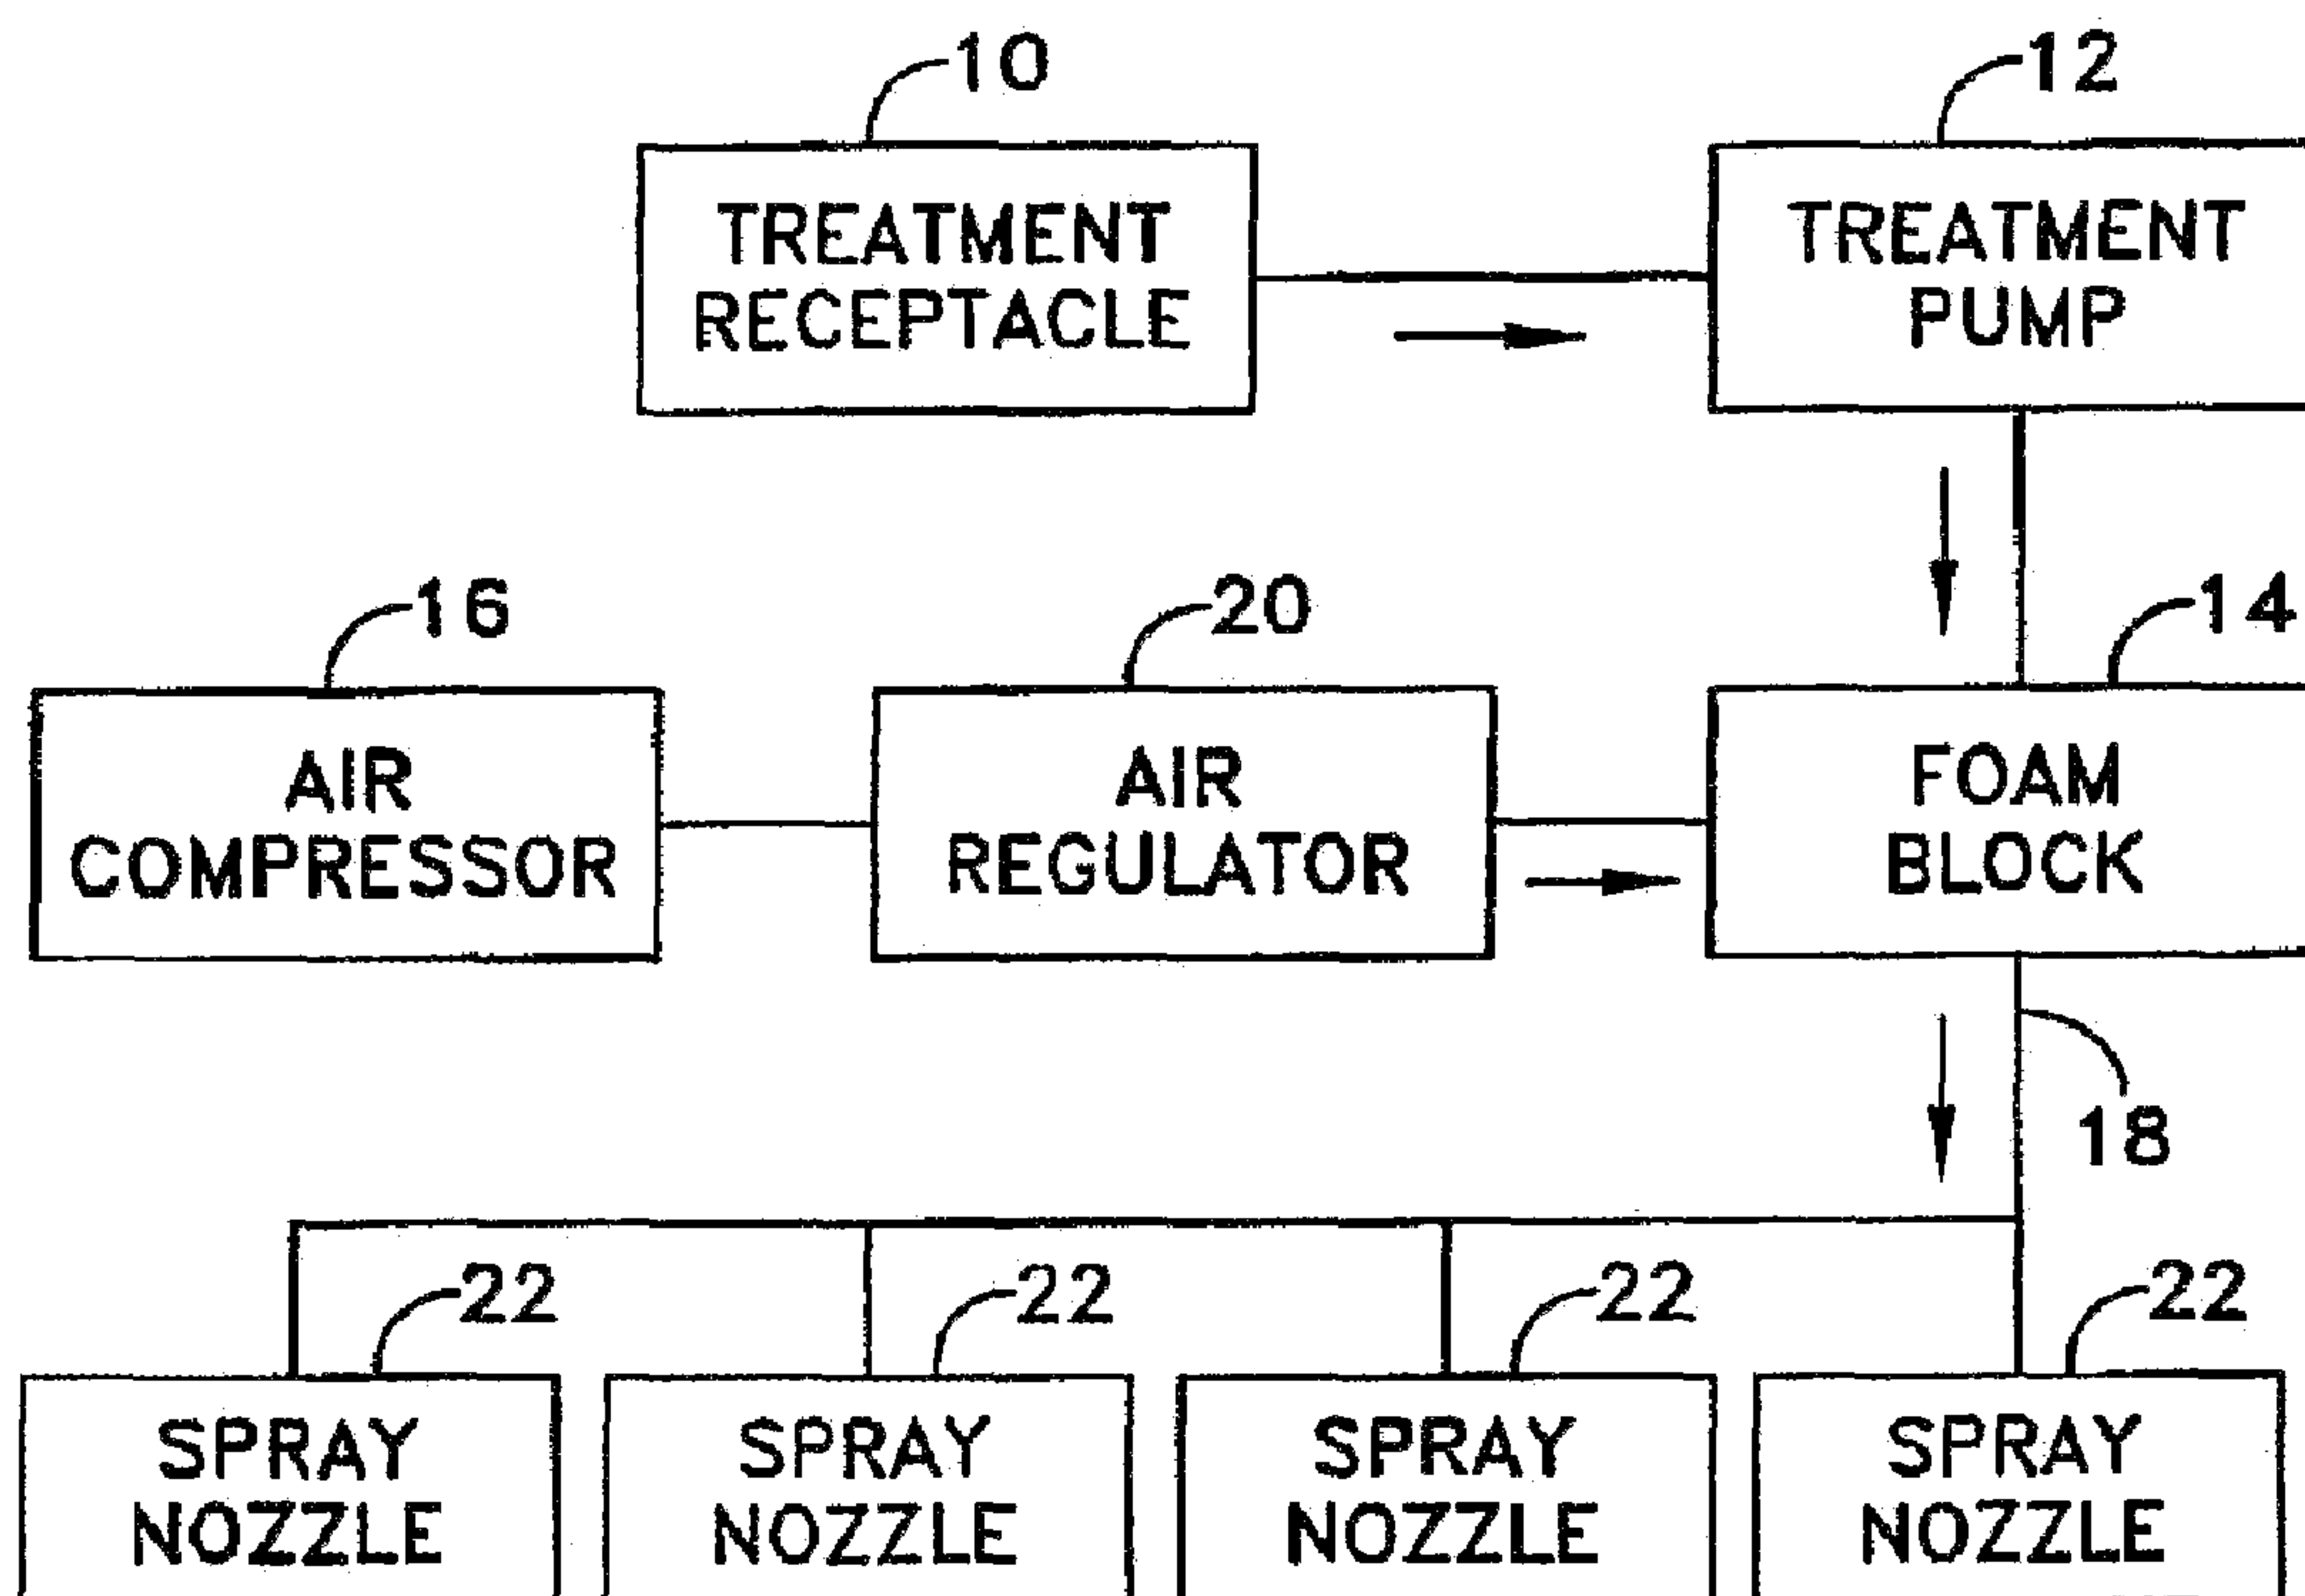 10
12
TREATMENT
RECEPTACLE
TREATMENT
PUMP
16
20
14
AIR
COMPRESSOR
AIR
REGULATOR
FOAM
BLOCK
18
22
22
22
22
SPRAY
NOZZLE
SPRAY
NOZZLE
SPRAY
NOZZLE
SPRAY
NOZZLE